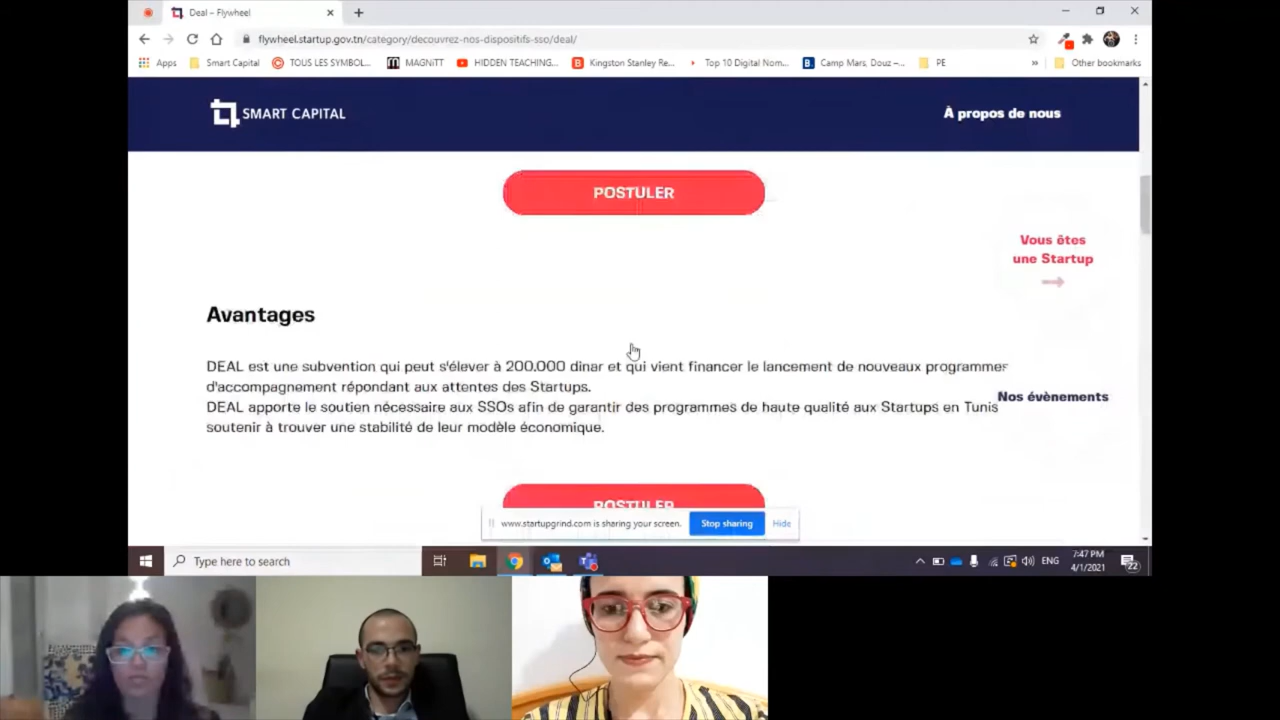 Deal – Flywheel
flywheel.startup.gov.tn/category/decouvrez-nos-dispositifs-sso/deal/
Apps Smart Capital TOUS LES SYMBOL... MAGNiTT HIDDEN TEACHING... Kingston Stanley Re... Top 10 Digital Nom... Camp Mars, Douz –... PE » Other bookmarks
SMART CAPITAL
À propos de nous
POSTULER
Vous êtes
une Startup
Avantages
DEAL est une subvention qui peut s'élever à 200.000 dinar et qui vient financer le lancement de nouveaux programmes
d'accompagnement répondant aux attentes des Startups.
Nos évènements
DEAL apporte le soutien nécessaire aux SSOs afin de garantir des programmes de haute qualité aux Startups en Tunis
soutenir à trouver une stabilité de leur modèle économique.
POSTULER
www.startupgrind.com is sharing your screen. Stop sharing Hide
Type here to search
ENG
7:47 PM
4/1/2021
22